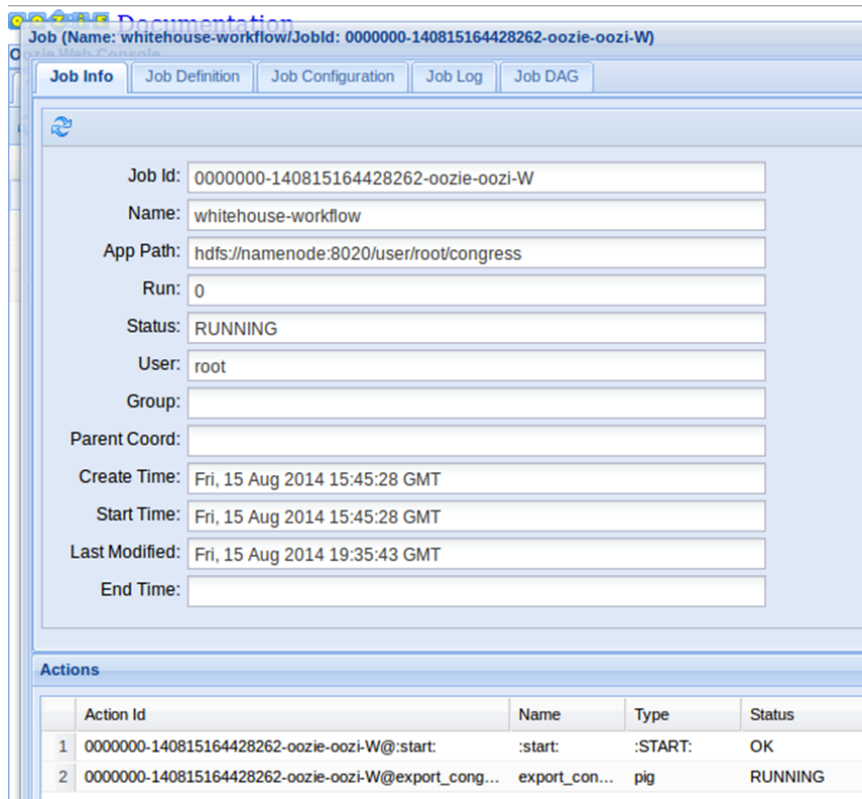 Documentation
Job (Name: whitehouse-workflow/JobId: 0000000-140815164428262-oozie-oozi-W)
Oozie Web Console
Job Info Job Definition Job Configuration Job Log Job DAG
Job Id: 0000000-140815164428262-oozie-oozi-W
Name: whitehouse-workflow
App Path: hdfs://namenode:8020/user/root/congress
Run: 0
Status: RUNNING
User: root
Group:
Parent Coord:
Create Time: Fri, 15 Aug 2014 15:45:28 GMT
Start Time: Fri, 15 Aug 2014 15:45:28 GMT
Last Modified: Fri, 15 Aug 2014 19:35:43 GMT
End Time:
Actions
Action Id Name Type Status
1 0000000-140815164428262-oozie-oozi-W@:start: :start: :START: OK
2 0000000-140815164428262-oozie-oozi-W@export_cong... export_con... pig RUNNING